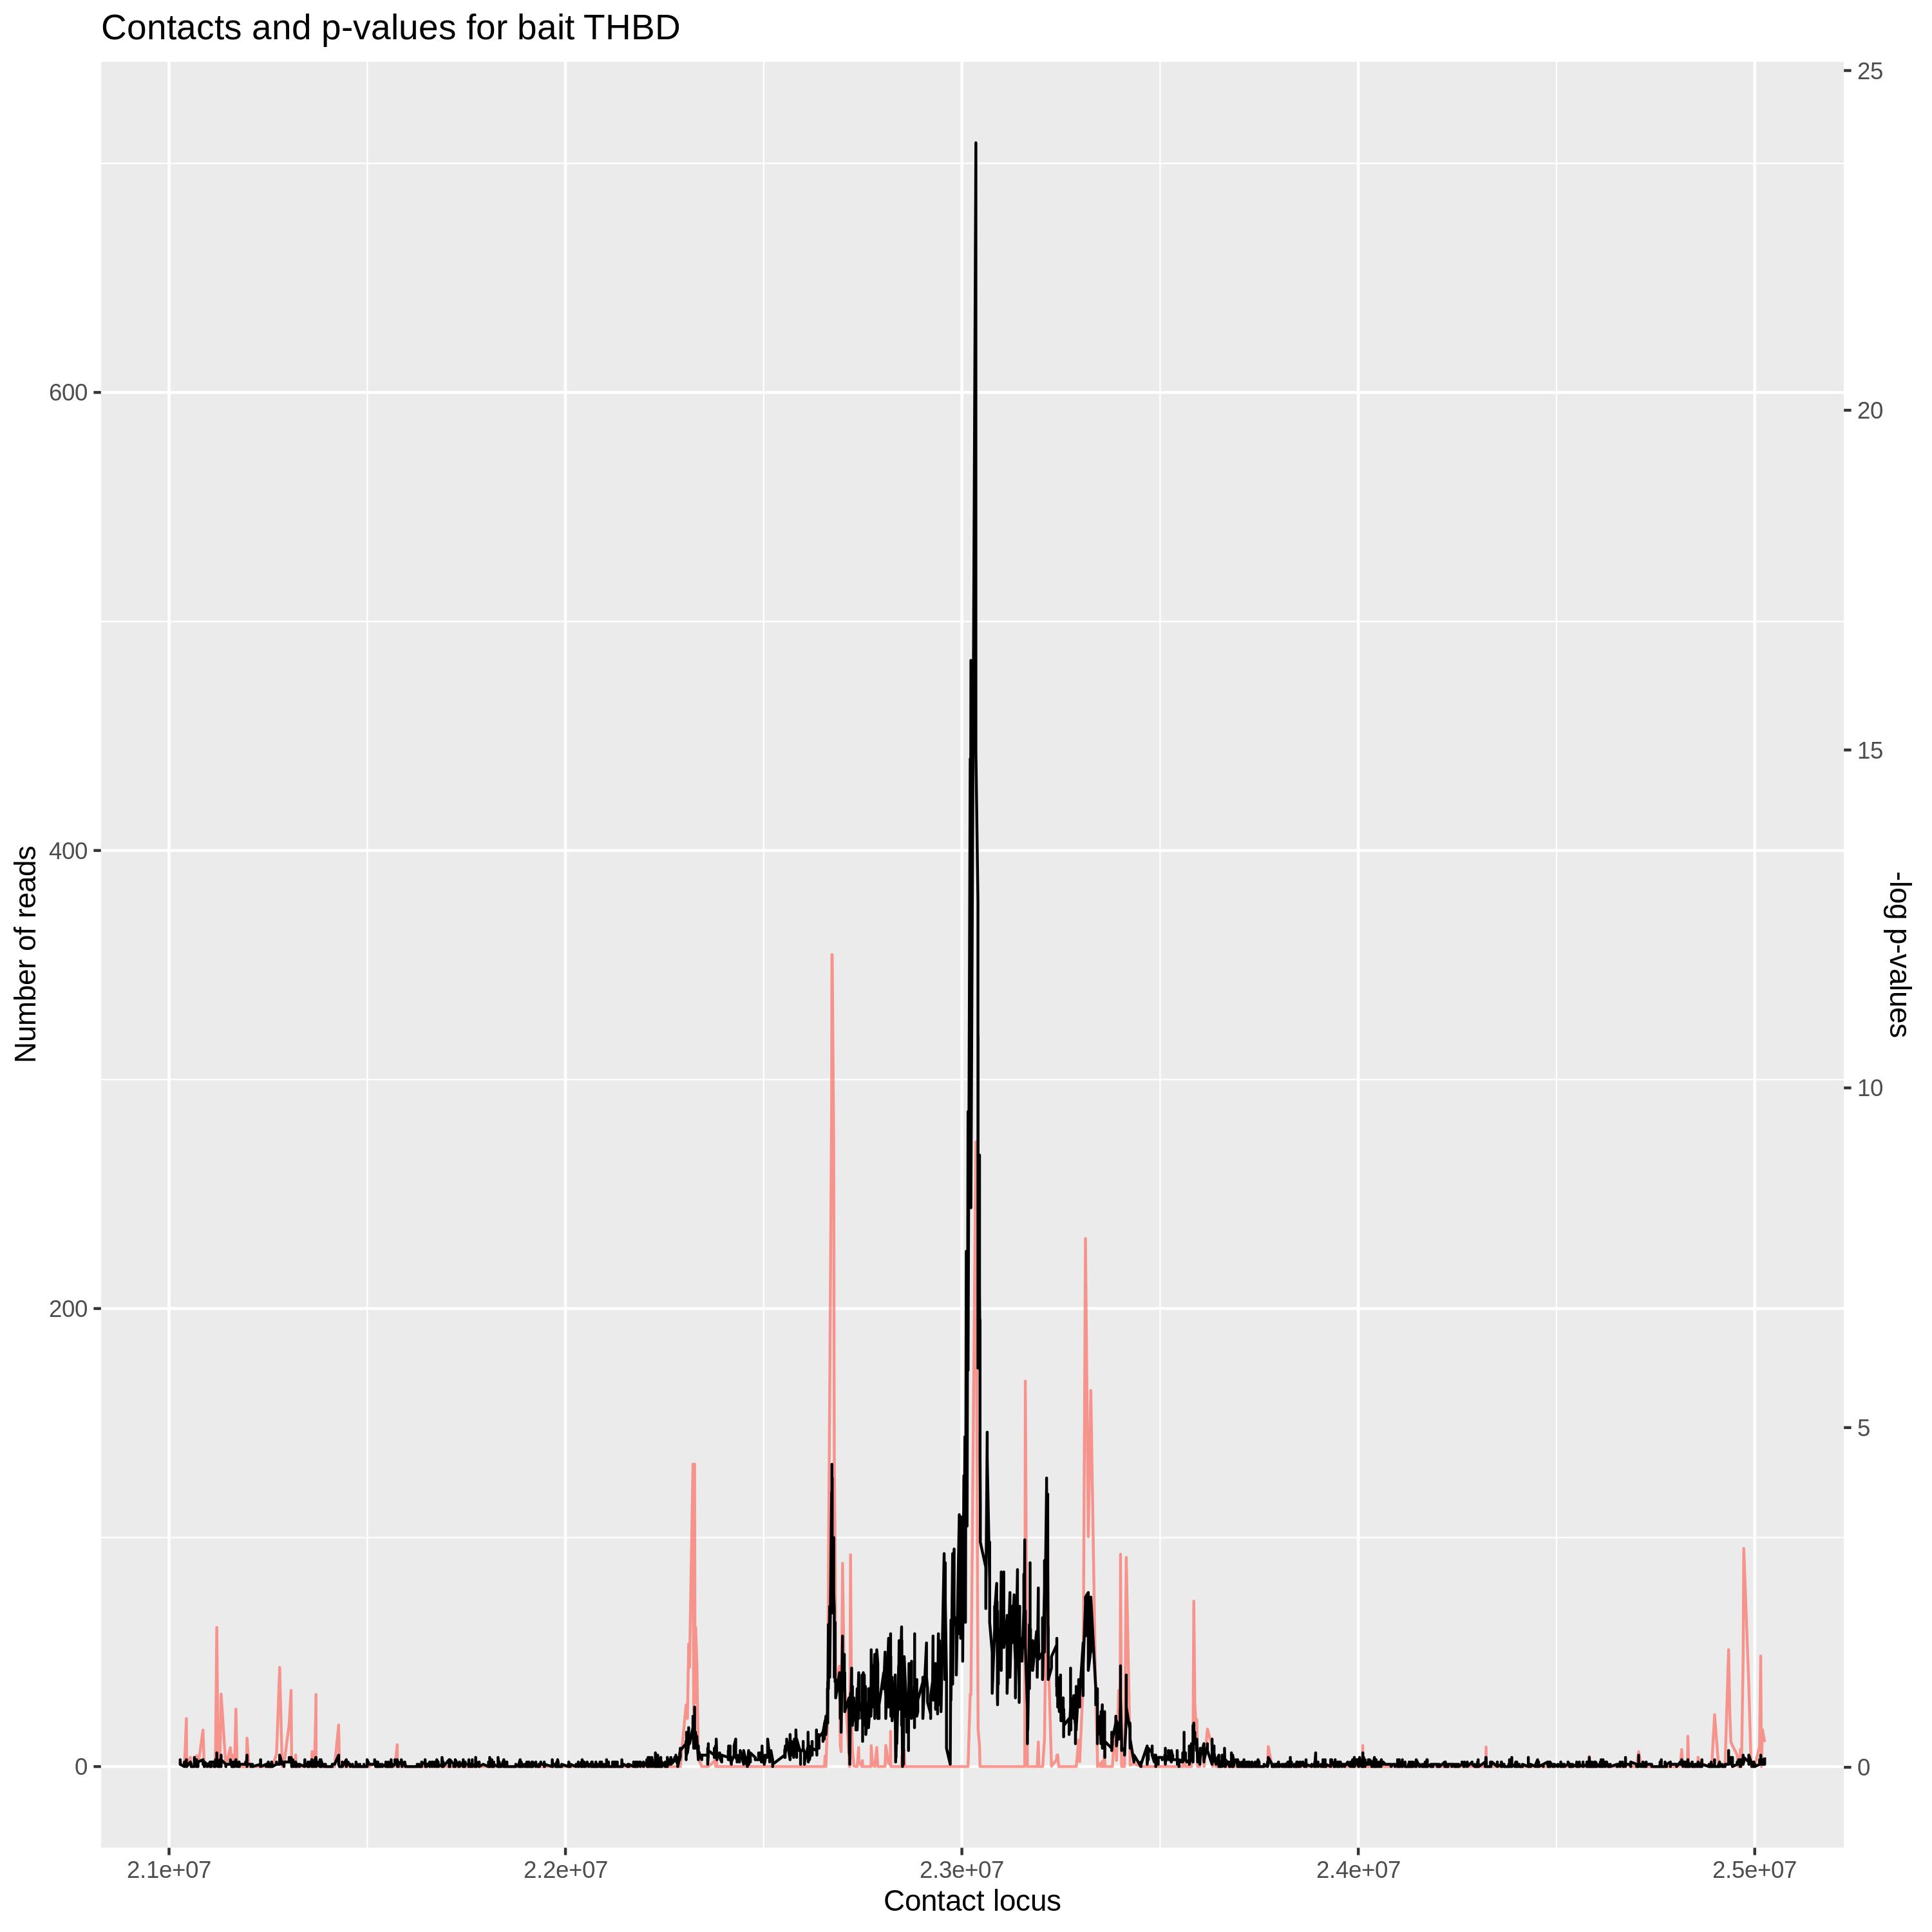 Contacts and p-values for bait THBD
Number of reads
600
400
200
0
25
20
15
10
5
0
-log p-values
2.1e+07
2.2e+07
2.3e+07
2.4e+07
2.5e+07
Contact locus